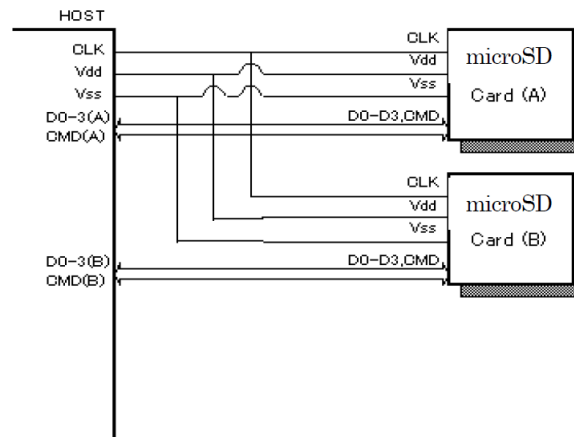 HOST
CLK
Vdd
Vss
D0-3(A)
CMD(A)
CLK
Vdd
Vss
D0-D3,CMD
microSD
Card (A)
CLK
Vdd
Vss
D0-3(B)
CMD(B)
D0-D3,CMD
microSD
Card (B)